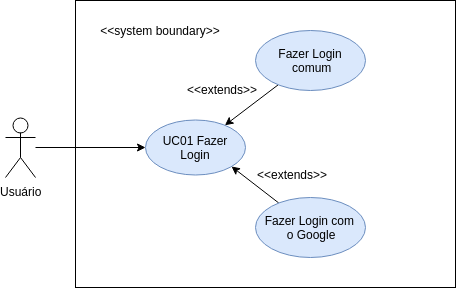 <<system boundary>>
Fazer Login
comum
<<extends>>
UC01 Fazer
Login
Usuário
<<extends>>
Fazer Login com
o Google